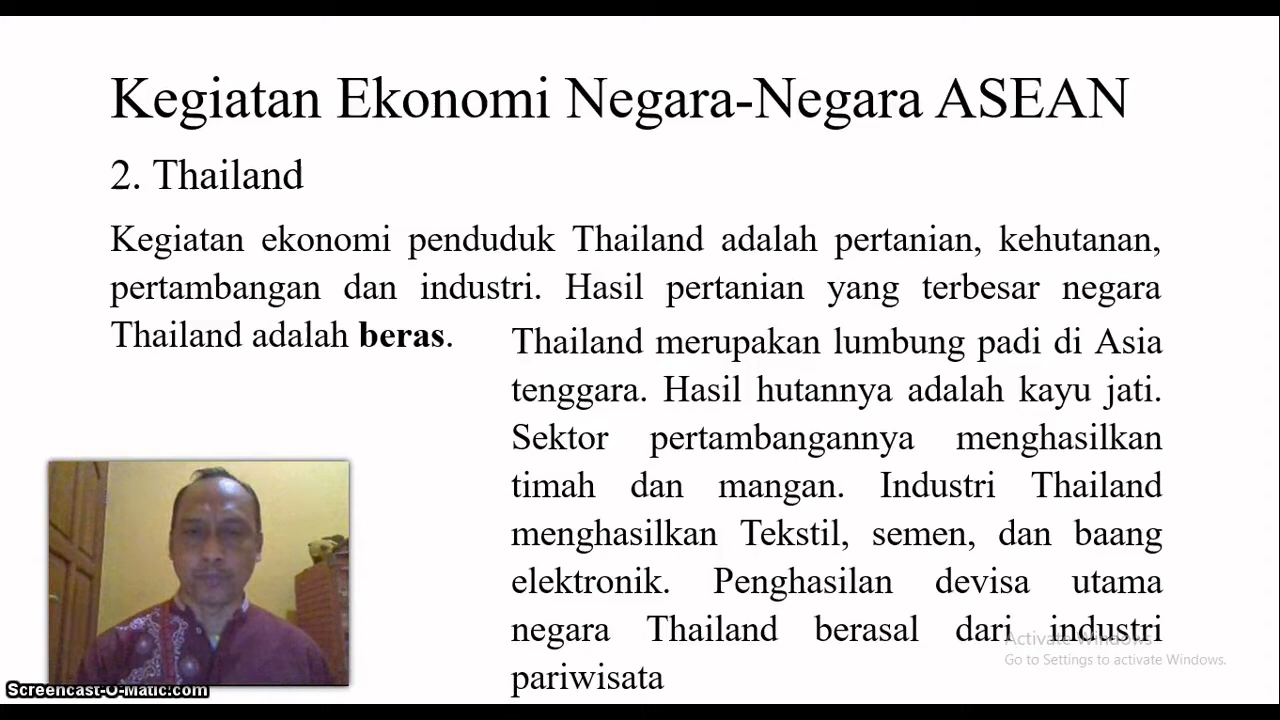 Kegiatan Ekonomi Negara-Negara ASEAN
2. Thailand
Kegiatan ekonomi penduduk Thailand adalah pertanian, kehutanan,
pertambangan dan industri. Hasil pertanian yang terbesar negara
Thailand adalah beras.
Thailand merupakan lumbung padi di Asia
tenggara. Hasil hutannya adalah kayu jati.
Sektor pertambangannya menghasilkan
timah dan mangan. Industri Thailand
menghasilkan Tekstil, semen, dan baang
elektronik. Penghasilan devisa utama
negara Thailand berasal dari industri
pariwisata
Activate Windows
Go to Settings to activate Windows.
Screencast-O-Matic.com